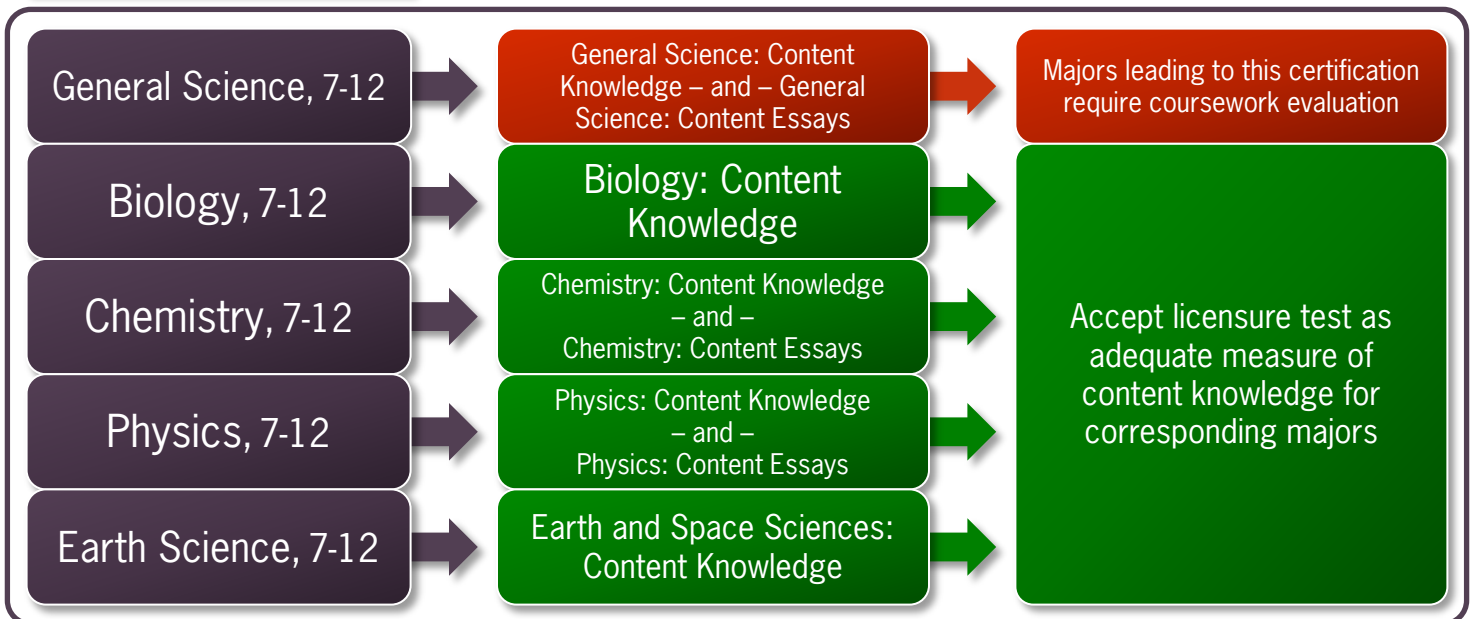 General Science, 7-12
General Science: Content
Knowledge – and – General
Science: Content Essays
Majors leading to this certification
require coursework evaluation
Biology, 7-12
Biology: Content
Knowledge
Chemistry, 7-12
Chemistry: Content Knowledge
– and –
Chemistry: Content Essays
Physics, 7-12
Physics: Content Knowledge
– and –
Physics: Content Essays
Earth Science, 7-12
Earth and Space Sciences:
Content Knowledge
Accept licensure test as
adequate measure of
content knowledge for
corresponding majors